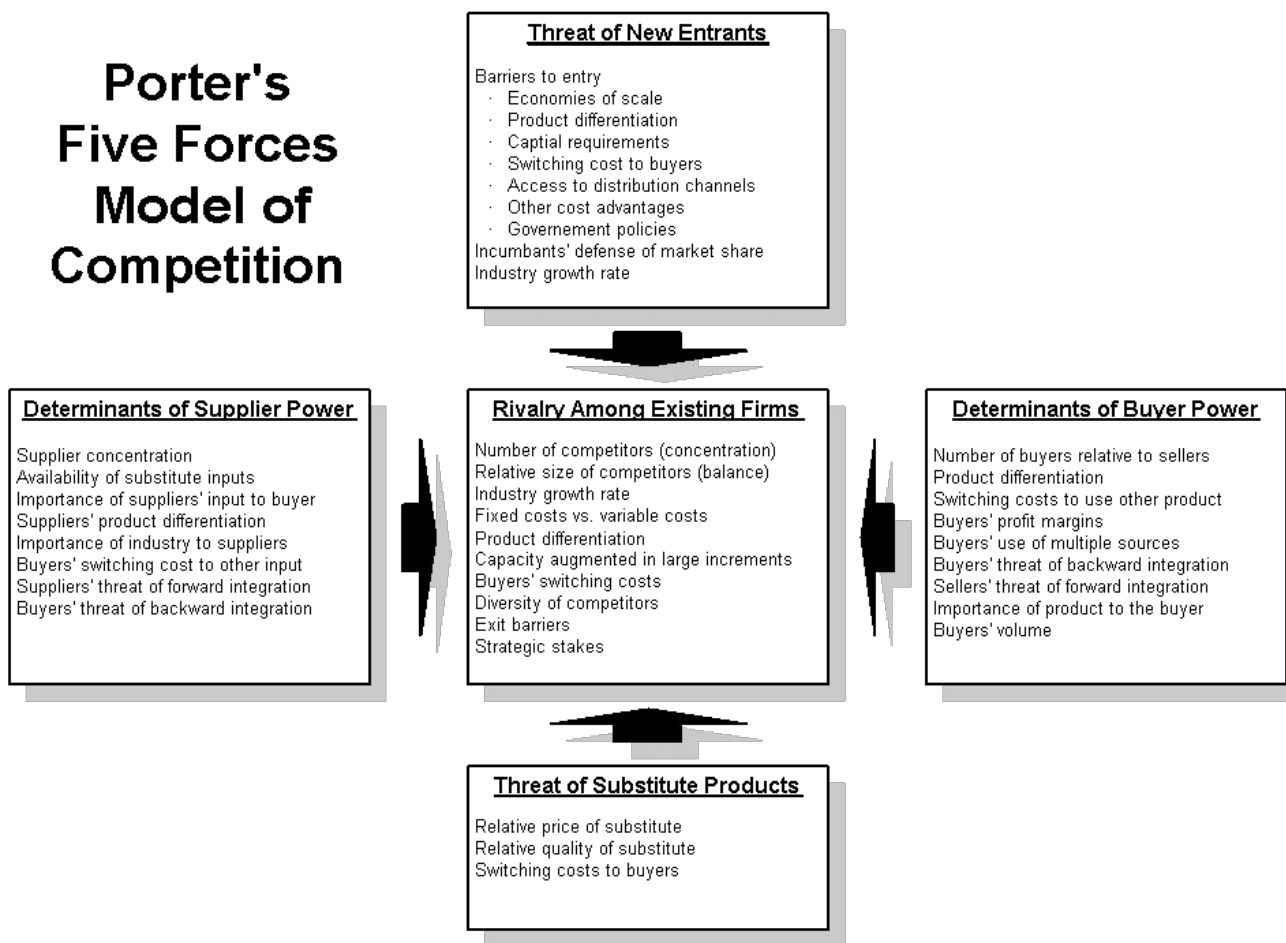 Porter's
Five Forces
Model of
Competition
Threat of New Entrants
Barriers to entry
· Economies of scale
· Product differentiation
· Captial requirements
· Switching cost to buyers
· Access to distribution channels
· Other cost advantages
· Governement policies
Incumbants' defense of market share
Industry growth rate
Determinants of Supplier Power
Supplier concentration
Availability of substitute inputs
Importance of suppliers' input to buyer
Suppliers' product differentiation
Importance of industry to suppliers
Buyers' switching cost to other input
Suppliers' threat of forward integration
Buyers' threat of backward integration
Rivalry Among Existing Firms
Number of competitors (concentration)
Relative size of competitors (balance)
Industry growth rate
Fixed costs vs. variable costs
Product differentiation
Capacity augmented in large increments
Buyers' switching costs
Diversity of competitors
Exit barriers
Strategic stakes
Determinants of Buyer Power
Number of buyers relative to sellers
Product differentiation
Switching costs to use other product
Buyers' profit margins
Buyers' use of multiple sources
Buyers' threat of backward integration
Sellers' threat of forward integration
Importance of product to the buyer
Buyers' volume
Threat of Substitute Products
Relative price of substitute
Relative quality of substitute
Switching costs to buyers